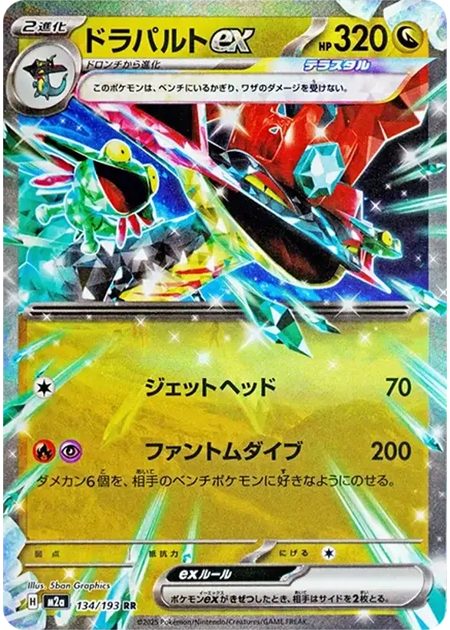 2進化
ドラパルトex
HP320
ドロンチから進化
テラスタル
このポケモンは、ベンチにいるかぎり、ワザのダメージを受けない。
ジェットヘッド 70
ファントムダイブ 200
ダメカン6個を、相手のベンチポケモンに好きなようにのせる。
弱点 抵抗力 にげる
Illus. 5ban Graphics
H m2a 134/193 RR
exルール
ポケモンexがきぜつしたとき、相手はサイドを2枚とる。
©2025 Pokémon/Nintendo/Creatures/GAME FREAK.